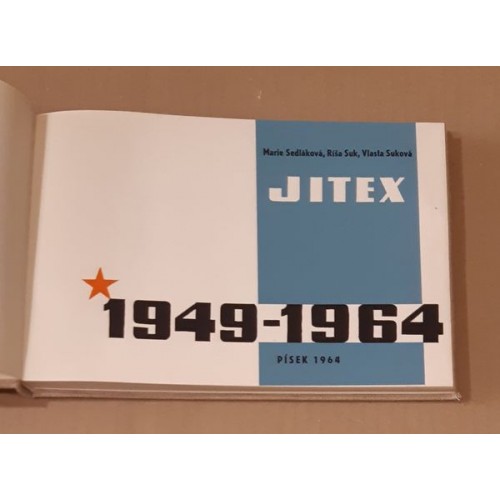 Marie Sedláková, Ríša Suk, Vlasta Suková
JITEX
1949-1964
PÍSEK 1964